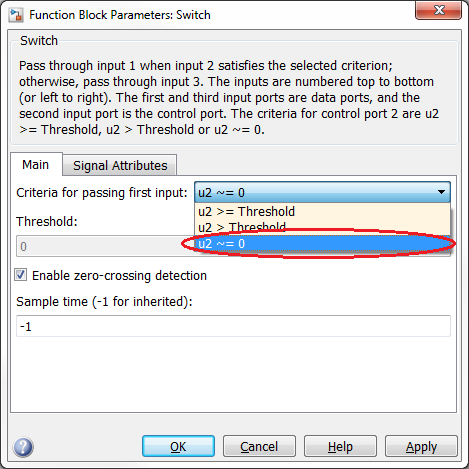 Function Block Parameters: Switch
Switch
Pass through input 1 when input 2 satisfies the selected criterion;
otherwise, pass through input 3. The inputs are numbered top to bottom
(or left to right). The first and third input ports are data ports, and the
second input port is the control port. The criteria for control port 2 are u2
>= Threshold, u2 > Threshold or u2 ~= 0.
Main Signal Attributes
Criteria for passing first input: u2 ~= 0
u2 >= Threshold
Threshold: u2 > Threshold
0 u2 ~= 0
Enable zero-crossing detection
Sample time (-1 for inherited):
-1
? OK Cancel Help Apply